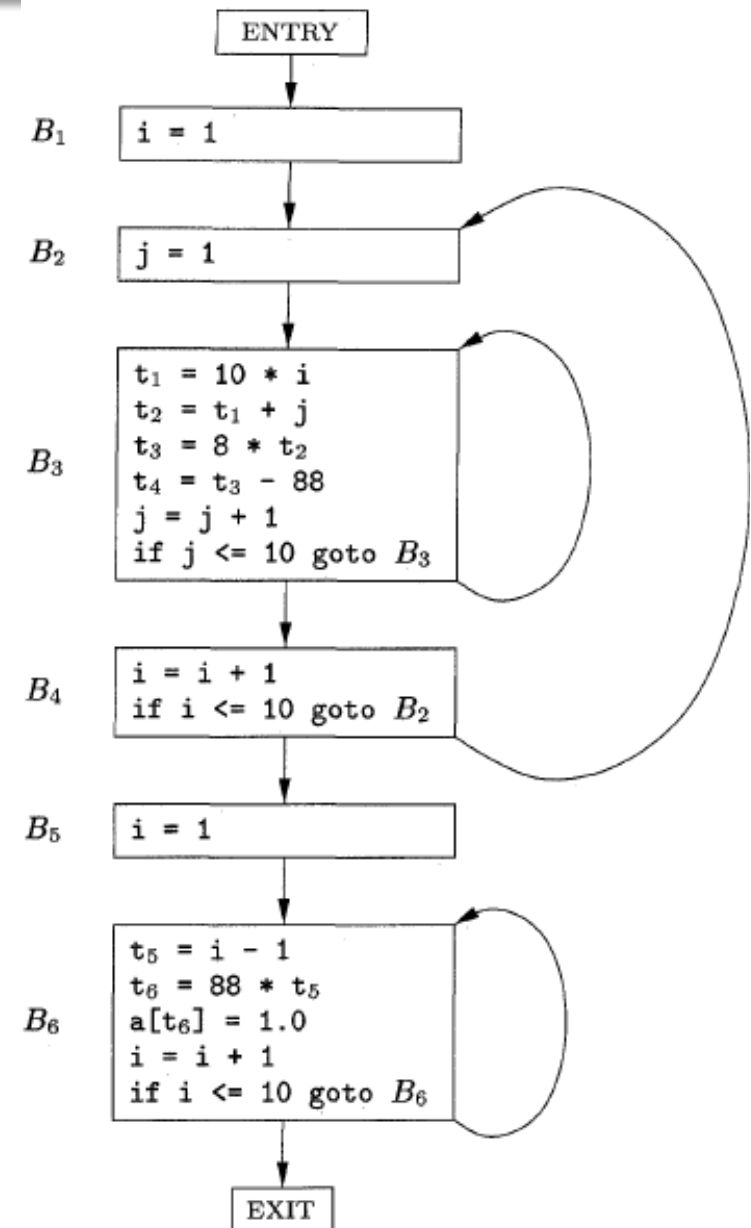 ENTRY
B₁ i = 1
B₂ j = 1
t₁ = 10 * i
t₂ = t₁ + j
t₃ = 8 * t₂
B₃ t₄ = t₃ - 88
j = j + 1
if j <= 10 goto B₃
i = i + 1
B₄ if i <= 10 goto B₂
B₅ i = 1
t₅ = i - 1
t₆ = 88 * t₅
B₆ a[t₆] = 1.0
i = i + 1
if i <= 10 goto B₆
EXIT